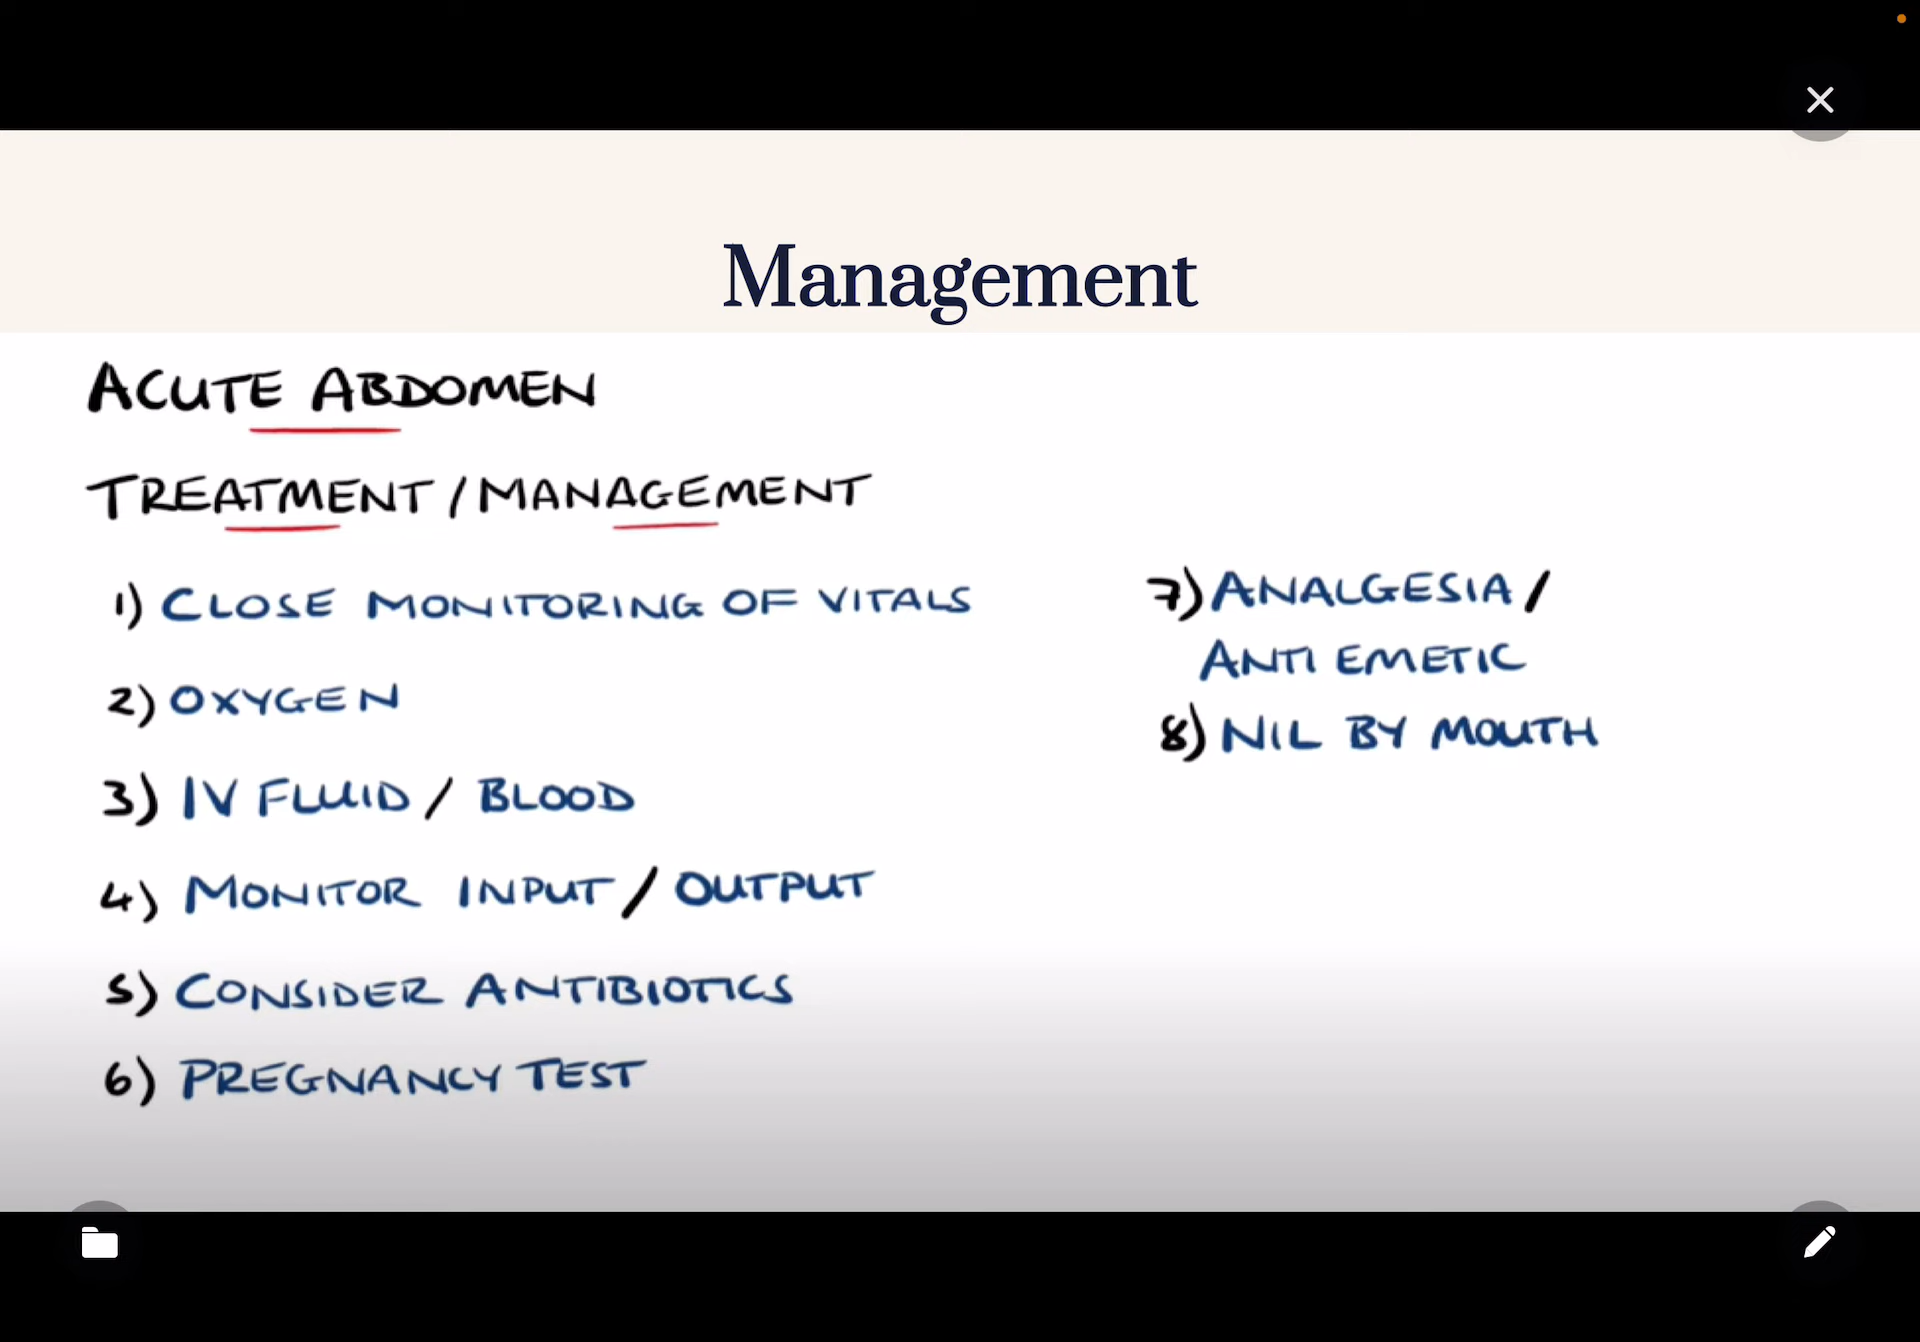 Management
ACUTE ABDOMEN
TREATMENT / MANAGEMENT
1) CLOSE MONITORING OF VITALS
2) OXYGEN
3) IV FLUID / BLOOD
4) MONITOR INPUT / OUTPUT
5) CONSIDER ANTIBIOTICS
6) PREGNANCY TEST
7) ANALGESIA /
ANTI EMETIC
8) NIL BY MOUTH